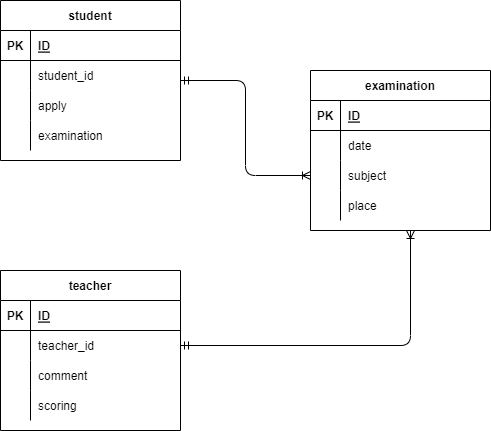 student
PK ID
student_id
apply
examination
examination
PK ID
date
subject
place
teacher
PK ID
teacher_id
comment
scoring